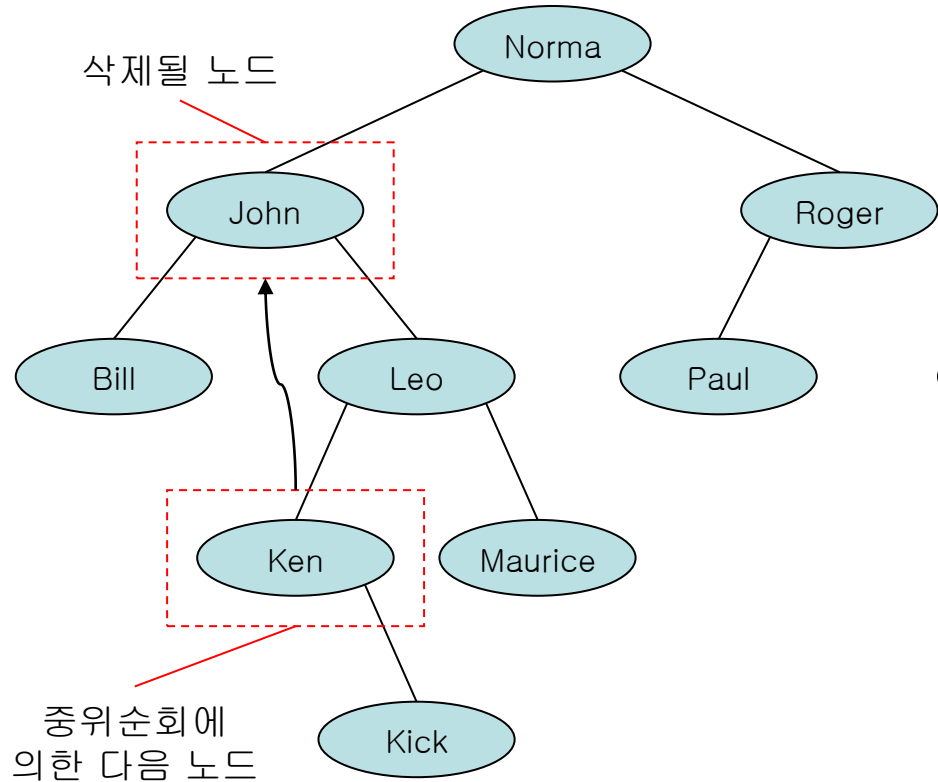 Norma
삭제될 노드
John
Roger
Bill
Leo
Paul
Ken
Maurice
중위순회에
의한 다음 노드
Kick